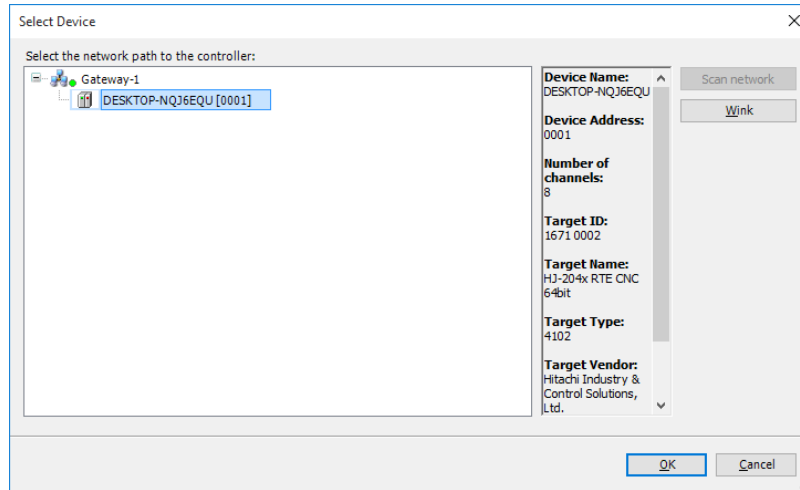 Select Device
Select the network path to the controller:
Gateway-1
DESKTOP-NQJ6EQU [0001]
Device Name:
DESKTOP-NQJ6EQU
Device Address:
0001
Number of
channels:
8
Target ID:
1671 0002
Target Name:
HJ-204x RTE CNC
64bit
Target Type:
4102
Target Vendor:
Hitachi Industry &
Control Solutions,
Ltd.
Scan network
Wink
OK
Cancel